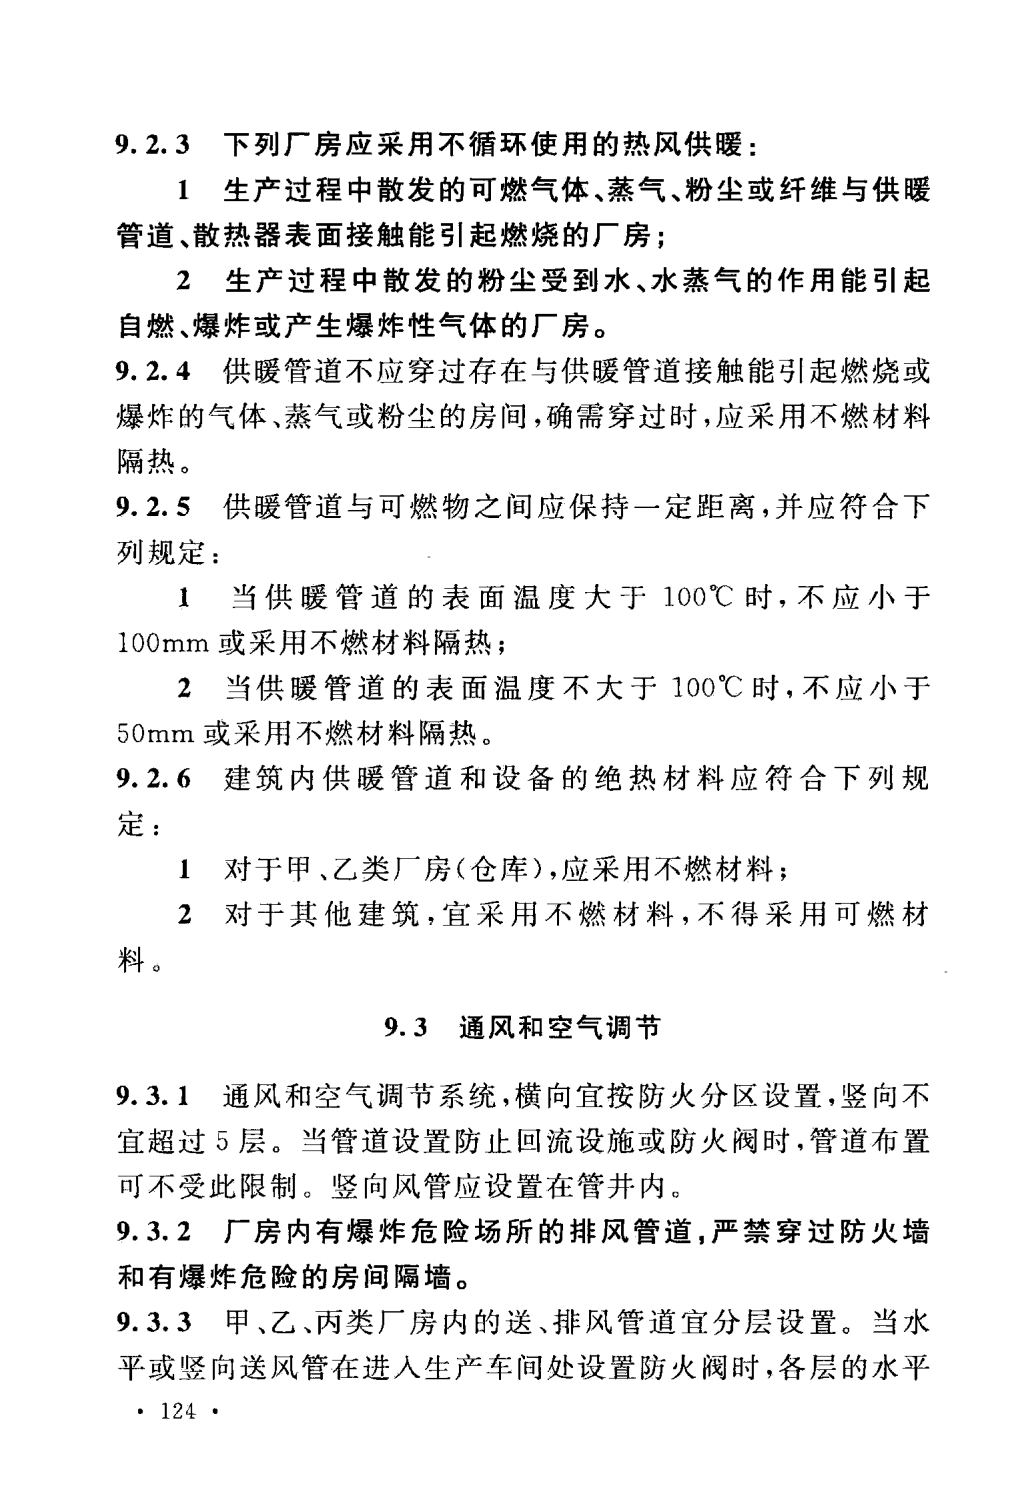 9.2.3 下列厂房应采用不循环使用的热风供暖：
1 生产过程中散发的可燃气体、蒸气、粉尘或纤维与供暖
管道、散热器表面接触能引起燃烧的厂房；
2 生产过程中散发的粉尘受到水、水蒸气的作用能引起
自燃、爆炸或产生爆炸性气体的厂房。
9.2.4 供暖管道不应穿过存在与供暖管道接触能引起燃烧或
爆炸的气体、蒸气或粉尘的房间，确需穿过时，应采用不燃材料
隔热。
9.2.5 供暖管道与可燃物之间应保持一定距离，并应符合下
列规定：
1 当供暖管道的表面温度大于 100℃时，不应小于
100mm 或采用不燃材料隔热；
2 当供暖管道的表面温度不大于 100℃时，不应小于
50mm 或采用不燃材料隔热。
9.2.6 建筑内供暖管道和设备的绝热材料应符合下列规
定：
1 对于甲、乙类厂房(仓库)，应采用不燃材料；
2 对于其他建筑，宜采用不燃材料，不得采用可燃材
料。
9.3 通风和空气调节
9.3.1 通风和空气调节系统，横向宜按防火分区设置，竖向不
宜超过 5 层。当管道设置防止回流设施或防火阀时，管道布置
可不受此限制。竖向风管应设置在管井内。
9.3.2 厂房内有爆炸危险场所的排风管道，严禁穿过防火墙
和有爆炸危险的房间隔墙。
9.3.3 甲、乙、丙类厂房内的送、排风管道宜分层设置。当水
平或竖向送风管在进入生产车间处设置防火阀时，各层的水平
· 124 ·